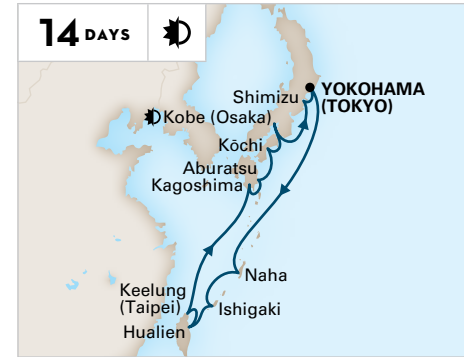 14 DAYS
Shimizu
YOKOHAMA
(TOKYO)
Kobe (Osaka)
Kōchi
Aburatsu
Kagoshima
Naha
Keelung
(Taipei)
Ishigaki
Hualien